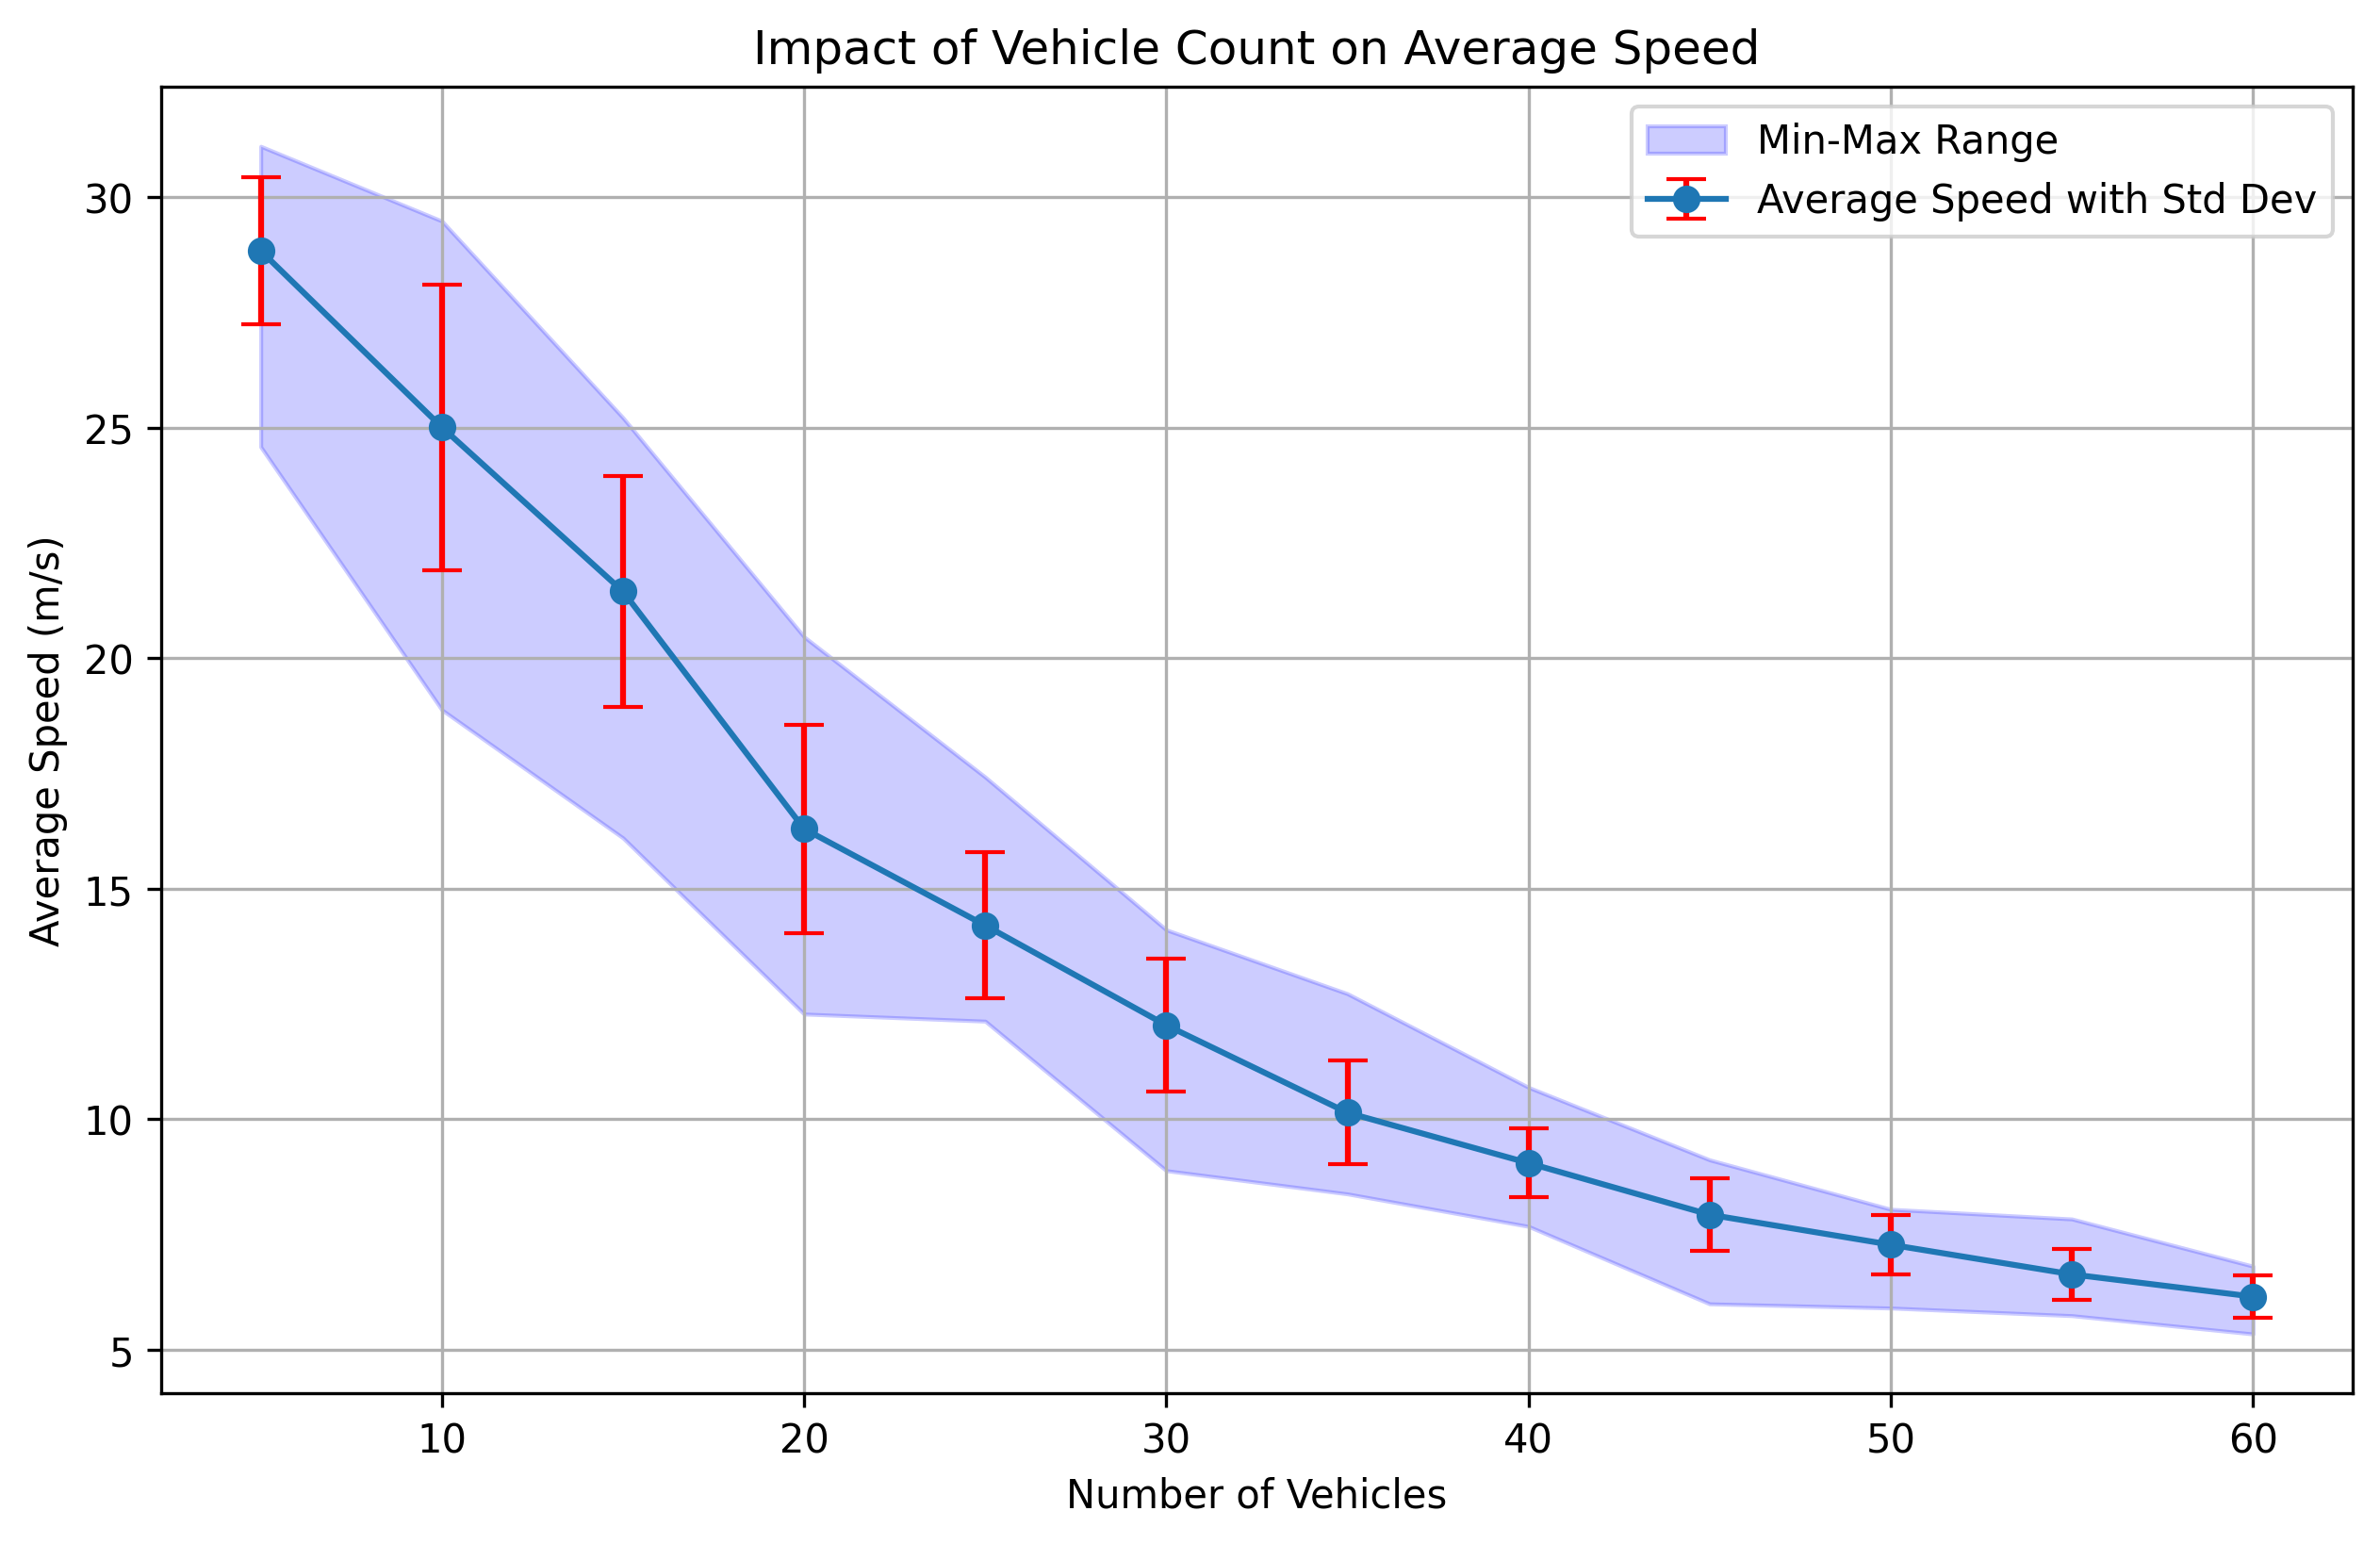 Impact of Vehicle Count on Average Speed
Min-Max Range
Average Speed with Std Dev
Average Speed (m/s)
30
25
20
15
10
5
10 20 30 40 50 60
Number of Vehicles